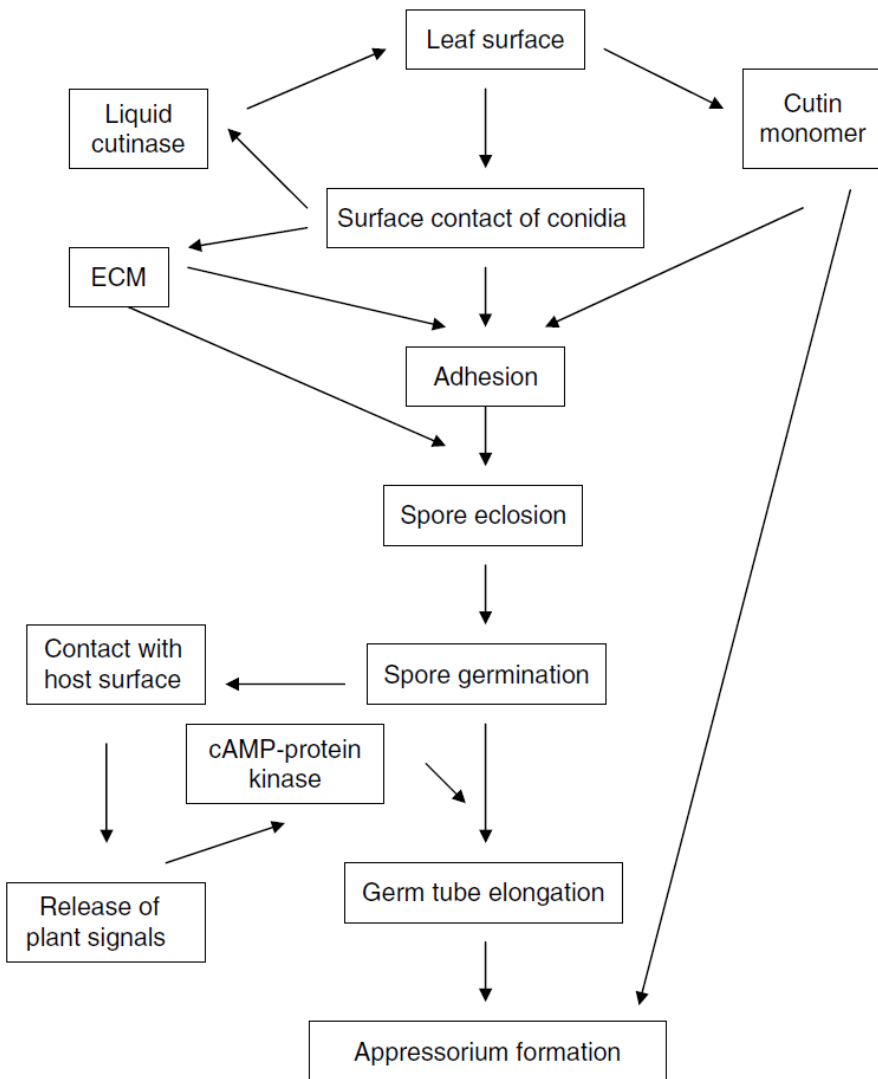 Leaf surface
Liquid
cutinase
Cutin
monomer
Surface contact of conidia
ECM
Adhesion
Spore eclosion
Contact with
host surface
Spore germination
cAMP-protein
kinase
Germ tube elongation
Release of
plant signals
Appressorium formation